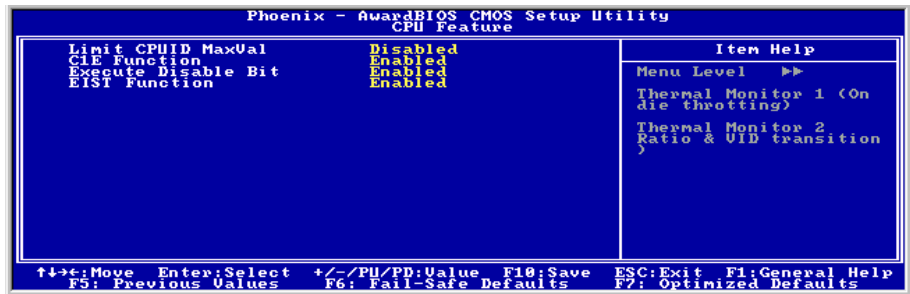 Phoenix - AwardBIOS CMOS Setup Utility
CPU Feature
Limit CPUID MaxVal Disabled
C1E Function Enabled
Execute Disable Bit Enabled
EIST Function Enabled
Item Help
Menu Level ▶▶
Thermal Monitor 1 (On
die throtting)
Thermal Monitor 2
Ratio & VID transition
)
↑↓→←:Move Enter:Select +/-/PU/PD:Value F10:Save ESC:Exit F1:General Help
F5: Previous Values F6: Fail-Safe Defaults F7: Optimized Defaults